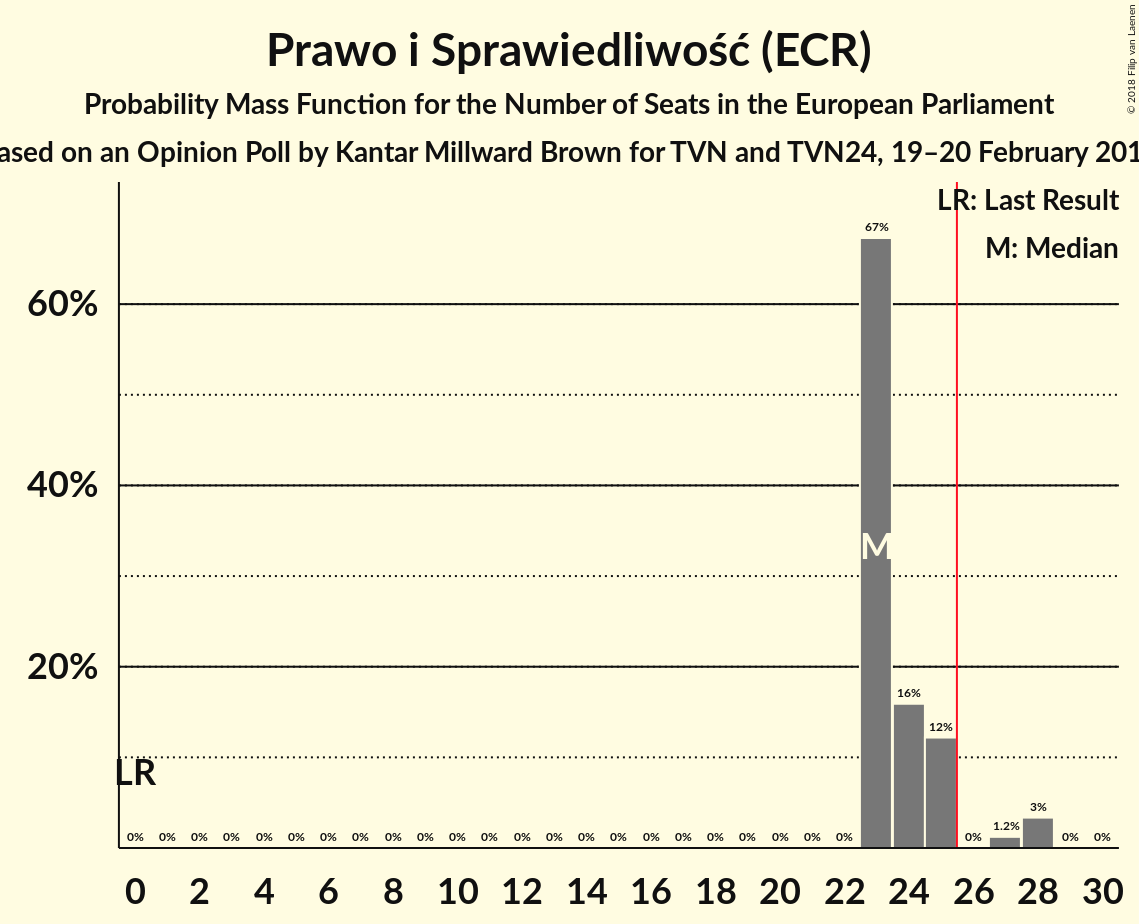 Prawo i Sprawiedliwość (ECR)
Probability Mass Function for the Number of Seats in the European Parliament
ased on an Opinion Poll by Kantar Millward Brown for TVN and TVN24, 19–20 February 201
© 2018 Filip van Laenen
LR: Last Result
M: Median
67%
60%
40%
M
20%
16%
12%
LR
3%
1.2%
0% 0% 0% 0% 0% 0% 0% 0% 0% 0% 0% 0% 0% 0% 0% 0% 0% 0% 0% 0% 0% 0% 0% 0% 0% 0%
0 2 4 6 8 10 12 14 16 18 20 22 24 26 28 30